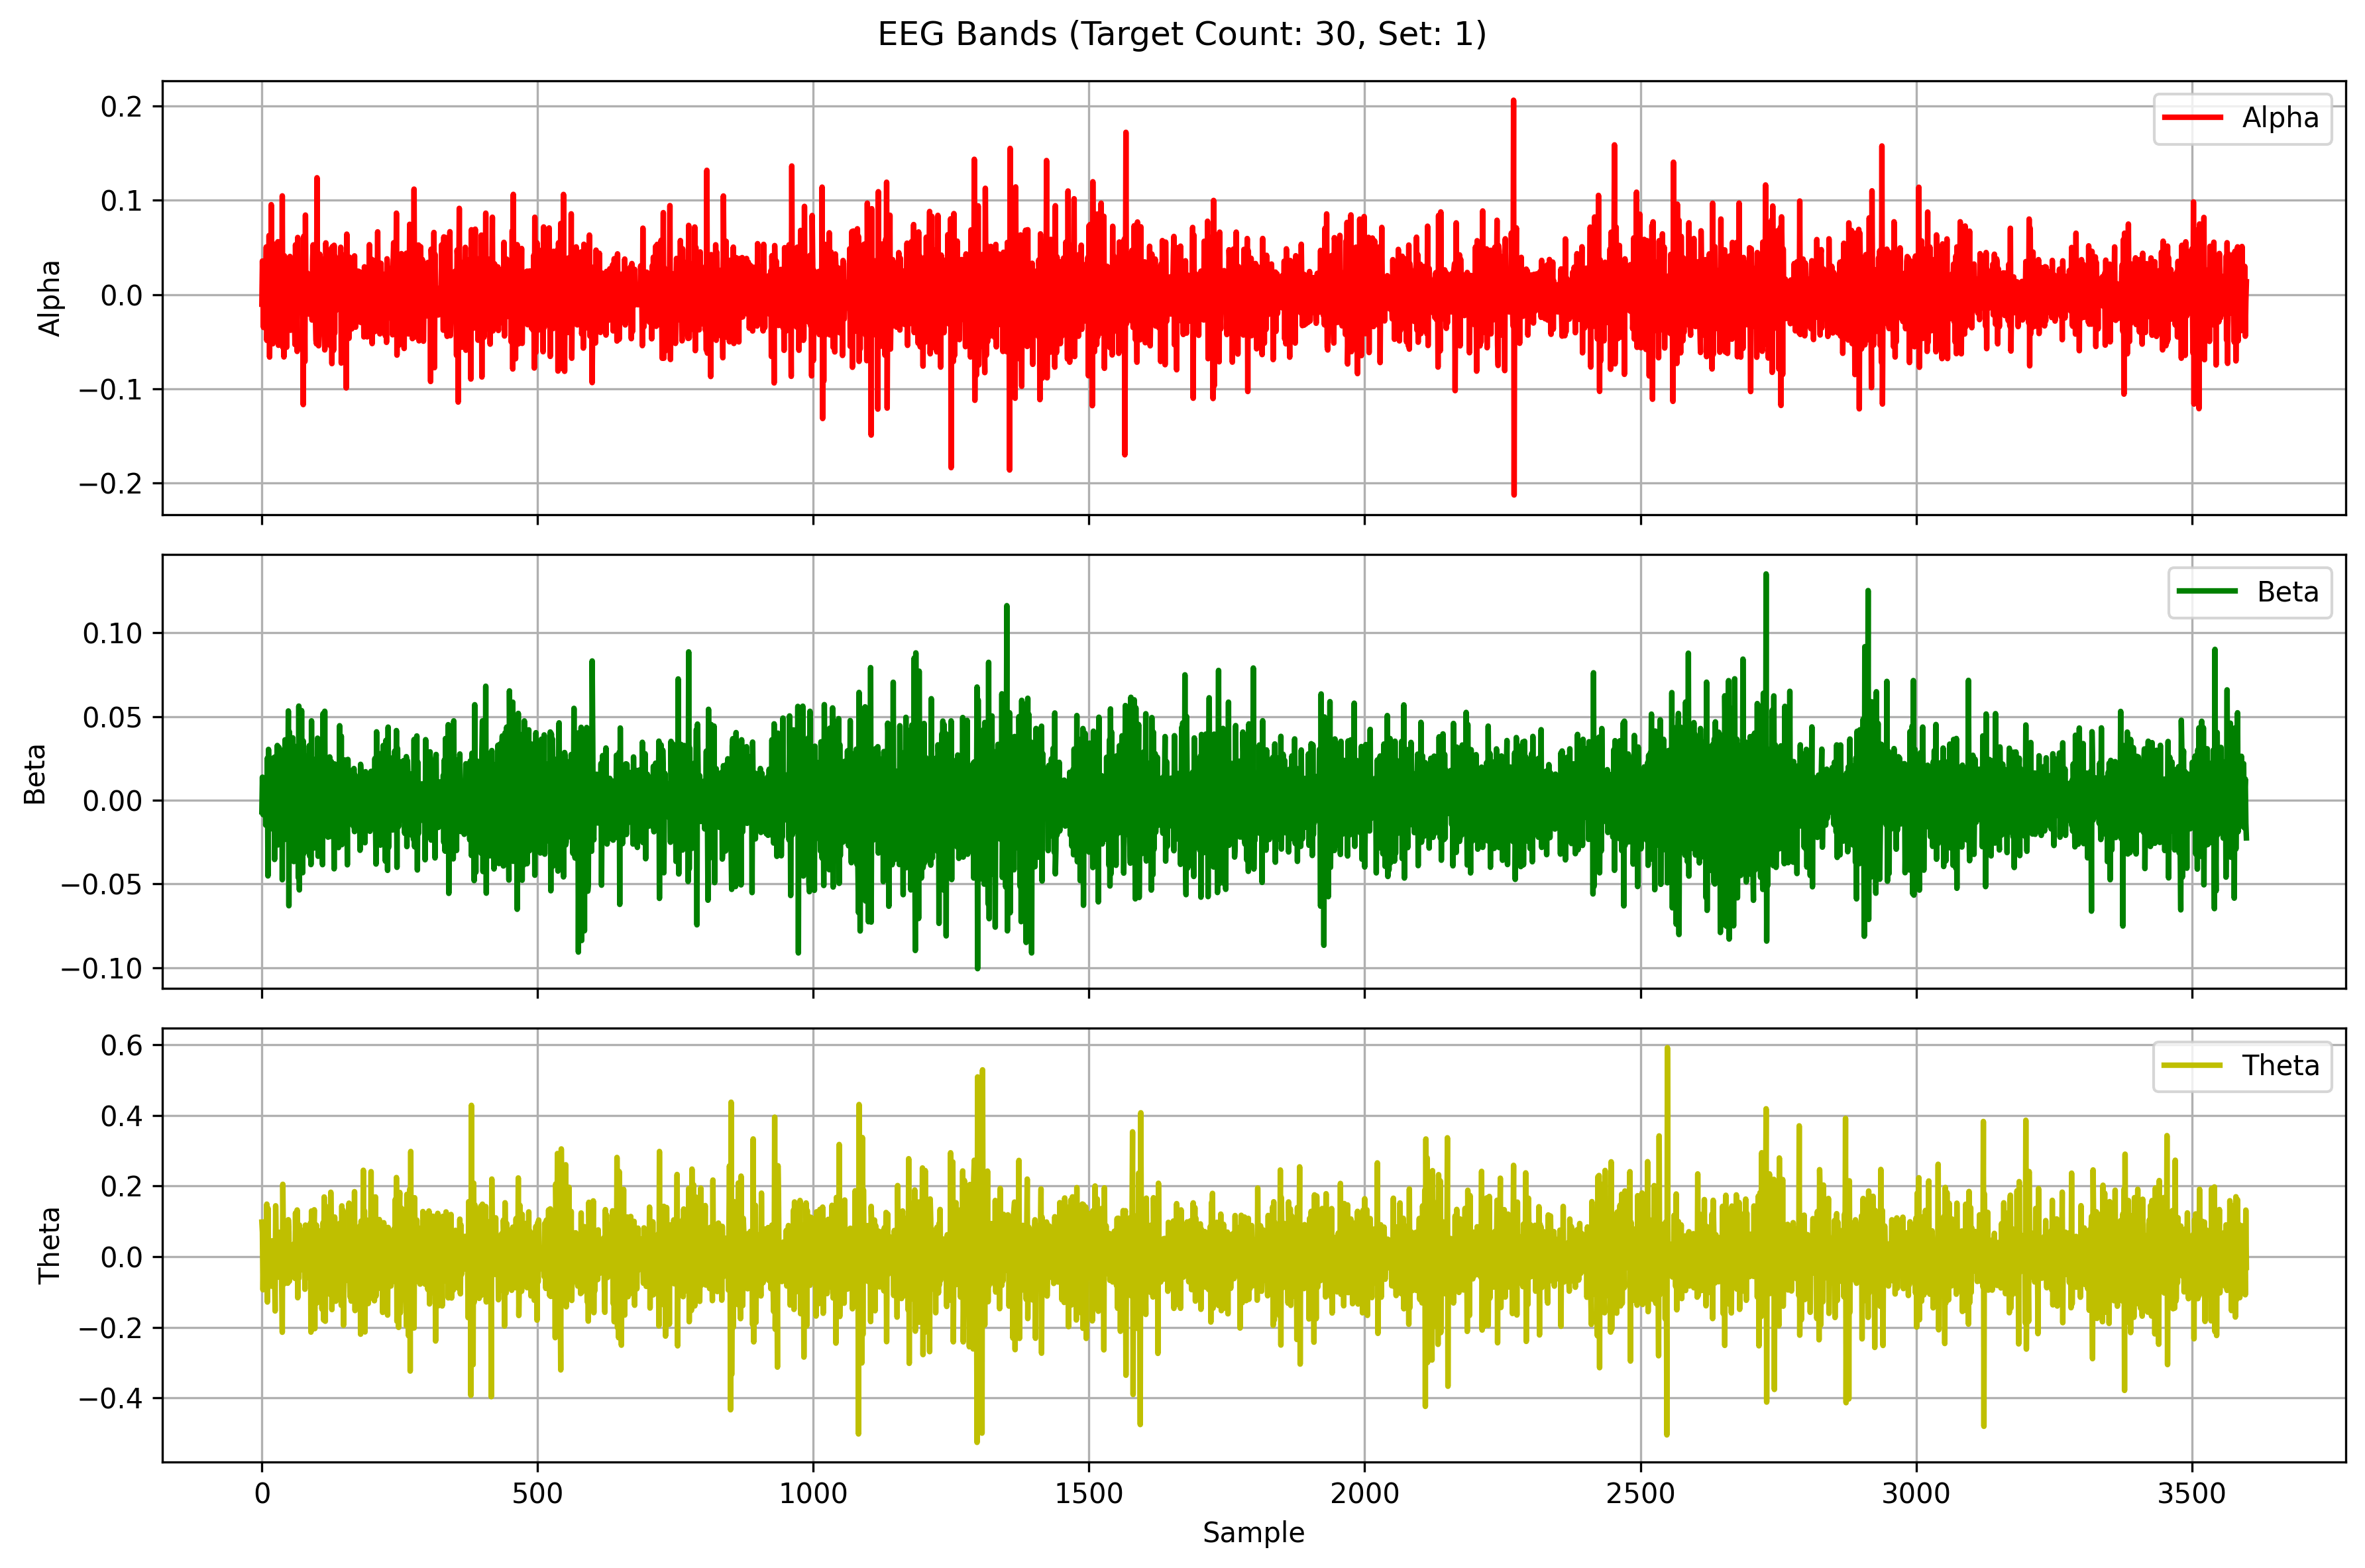 EEG Bands (Target Count: 30, Set: 1)
0.2
0.1
0.0
−0.1
−0.2
Alpha
Alpha
0.10
0.05
0.00
−0.05
−0.10
Beta
Beta
0.6
0.4
0.2
0.0
−0.2
−0.4
Theta
Theta
0 500 1000 1500 2000 2500 3000 3500
Sample